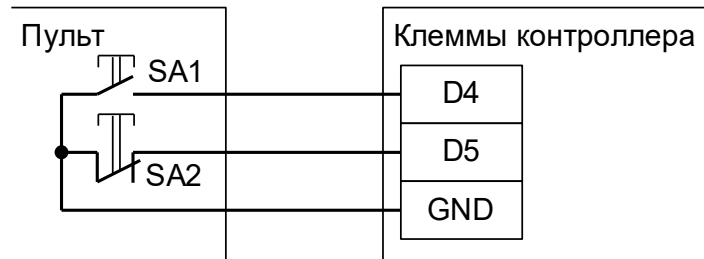 Пульт
Клеммы контроллера
SA1
D4
D5
SA2
GND